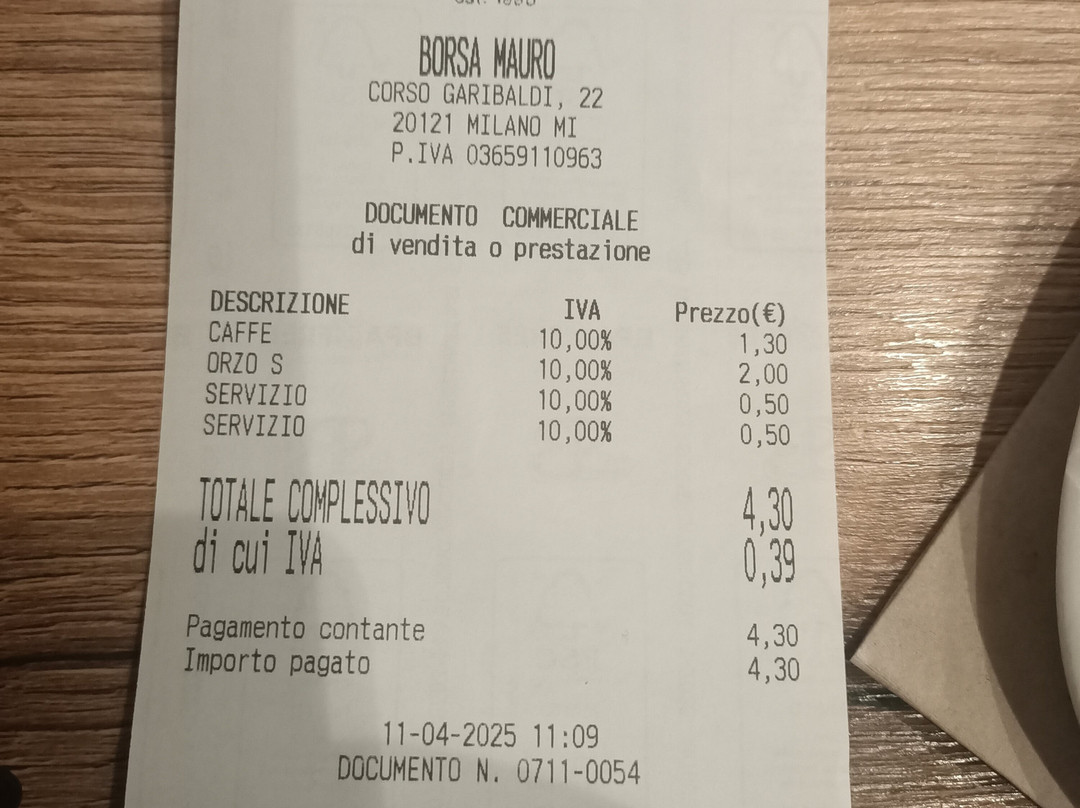 BORSA MAURO
CORSO GARIBALDI, 22
20121 MILANO MI
P.IVA 03659110963
DOCUMENTO COMMERCIALE
di vendita o prestazione
DESCRIZIONE IVA Prezzo(€)
CAFFE 10,00% 1,30
ORZO S 10,00% 2,00
SERVIZIO 10,00% 0,50
SERVIZIO 10,00% 0,50
TOTALE COMPLESSIVO 4,30
di cui IVA 0,39
Pagamento contante 4,30
Importo pagato 4,30
11-04-2025 11:09
DOCUMENTO N. 0711-0054